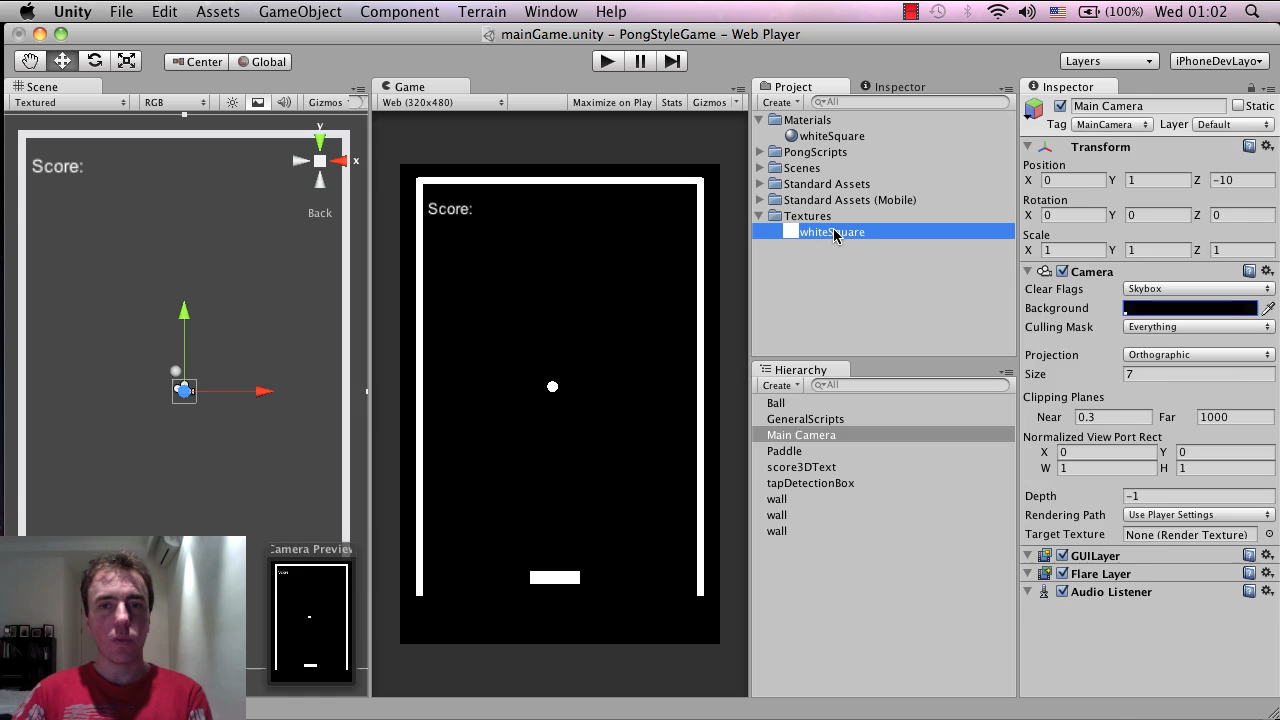 Unity File Edit Assets GameObject Component Terrain Window Help (100%) Wed 01:02
mainGame.unity - PongStyleGame - Web Player
Center Global Layers iPhoneDevLayo
Scene
Textured RGB Gizmos
Score:
y
x
Back
Camera Preview
Game
Web (320x480) Maximize on Play Stats Gizmos
Score:
Project Inspector
Create All
Materials
whiteSquare
PongScripts
Scenes
Standard Assets
Standard Assets (Mobile)
Textures
whiteSquare
Hierarchy
Create All
Ball
GeneralScripts
Main Camera
Paddle
score3DText
tapDetectionBox
wall
wall
wall
Inspector
Main Camera Static
Tag MainCamera Layer Default
Transform
Position
X 0 Y 1 Z -10
Rotation
X 0 Y 0 Z 0
Scale
X 1 Y 1 Z 1
Camera
Clear Flags Skybox
Background
Culling Mask Everything
Projection Orthographic
Size 7
Clipping Planes
Near 0.3 Far 1000
Normalized View Port Rect
X 0 Y 0
W 1 H 1
Depth -1
Rendering Path Use Player Settings
Target Texture None (Render Texture)
GUILayer
Flare Layer
Audio Listener